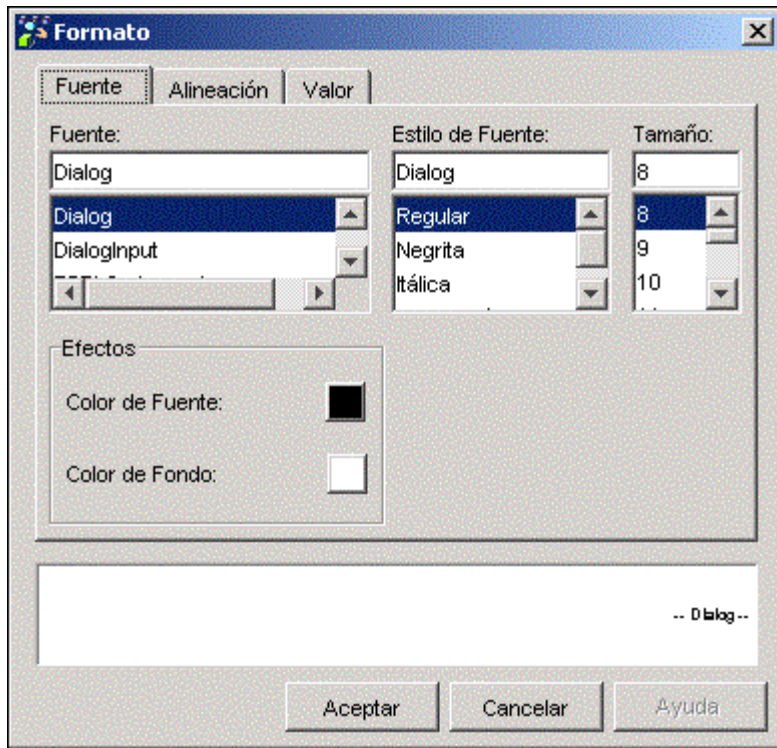 Formato
Fuente Alineación Valor
Fuente: Estilo de Fuente: Tamaño:
Dialog Dialog 8
Dialog Regular 8
DialogInput Negrita 9
Itálica 10
Efectos
Color de Fuente:
Color de Fondo:
-- Dialog --
Aceptar Cancelar Ayuda